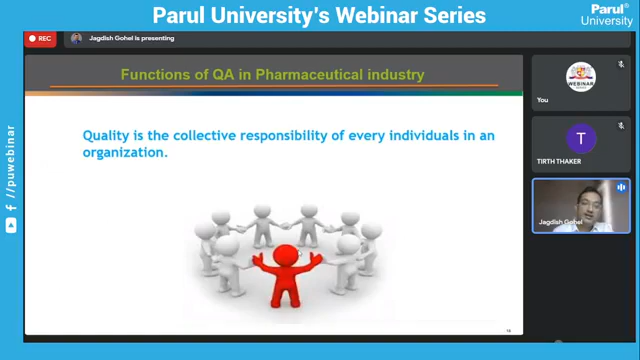 Parul University's Webinar Series
Parul®
University
REC
Jagdish Gohel is presenting
Functions of QA in Pharmaceutical industry
Quality is the collective responsibility of every individuals in an
organization.
WEBINAR
You
T
TIRTH THAKER
Jagdish Gohel
//puwebinar